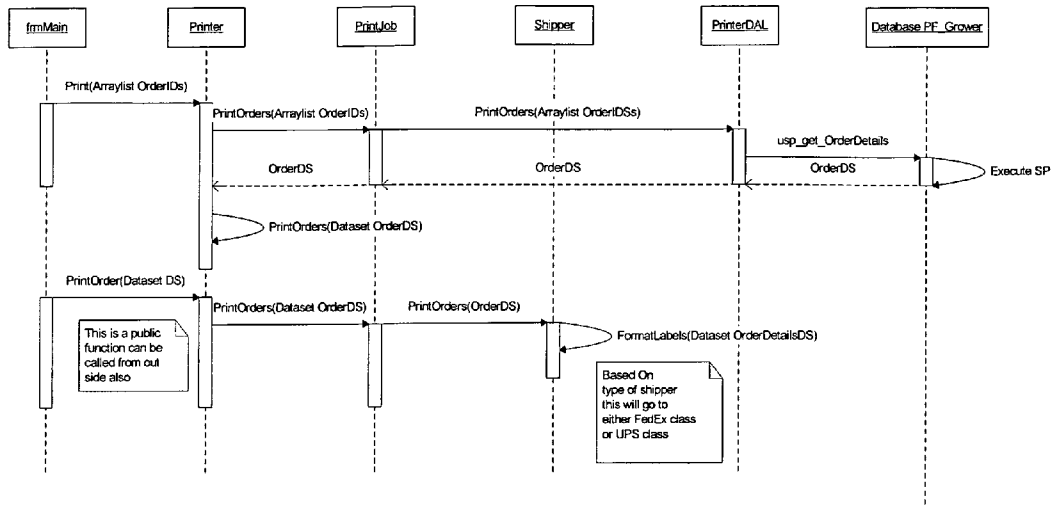 frmMain
Printer
PrintJob
Shipper
PrinterDAL
Database PF_Grower
Print(Arraylist OrderIDs)
PrintOrders(Arraylist OrderIDs)
PrintOrders(Arraylist OrderIDSs)
usp_get_OrderDetails
OrderDS
OrderDS
OrderDS
Execute SP
PrintOrders(Dataset OrderDS)
PrintOrder(Dataset DS)
PrintOrders(Dataset OrderDS)
PrintOrders(OrderDS)
This is a public
function can be
called from out
side also
FormatLabels(Dataset OrderDetailsDS)
Based On
type of shipper
this will go to
either FedEx class
or UPS class